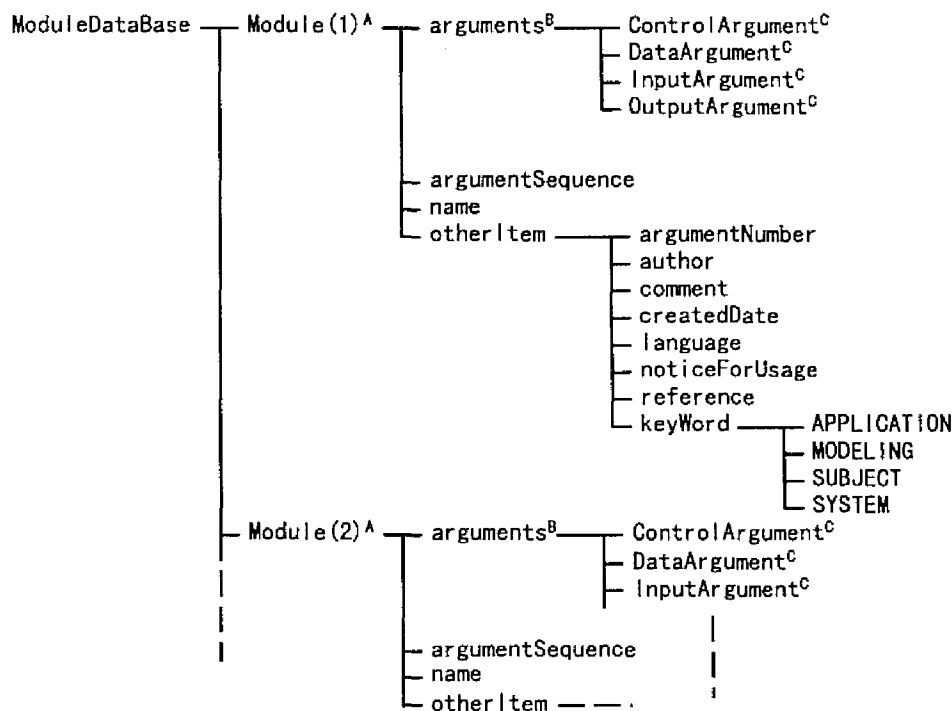 ModuleDataBase Module(1)ᴬ argumentsᴮ ControlArgumentᶜ
DataArgumentᶜ
InputArgumentᶜ
OutputArgumentᶜ
argumentSequence
name
otherItem argumentNumber
author
comment
createdDate
language
noticeForUsage
reference
keyWord APPLICATION
MODELING
SUBJECT
SYSTEM
Module(2)ᴬ argumentsᴮ ControlArgumentᶜ
DataArgumentᶜ
InputArgumentᶜ
argumentSequence
name
otherItem